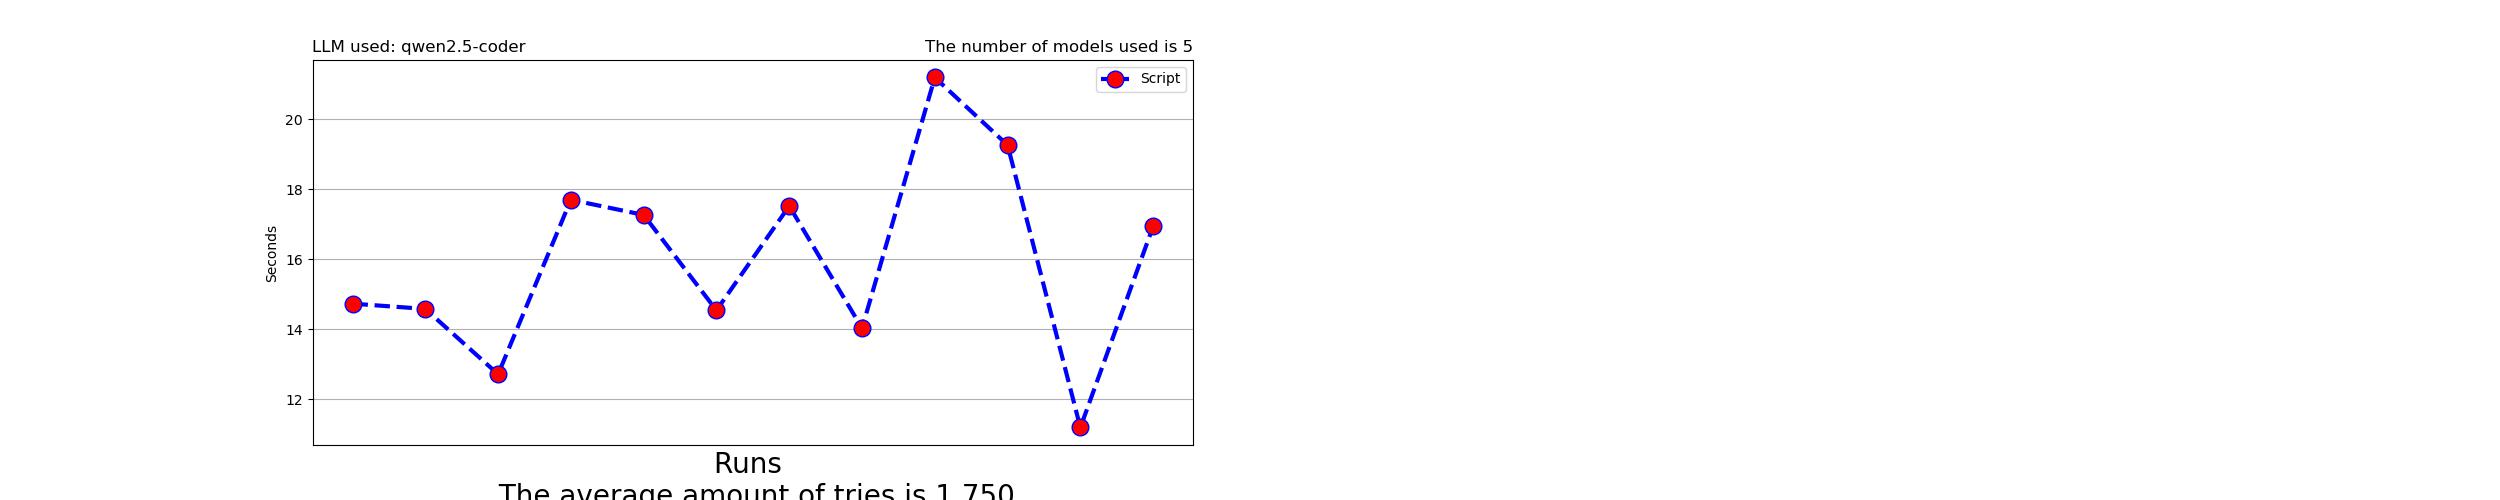 LLM used: qwen2.5-coder
The number of models used is 5
Script
20
18
16
14
12
Seconds
Runs
The average amount of tries is 1.750